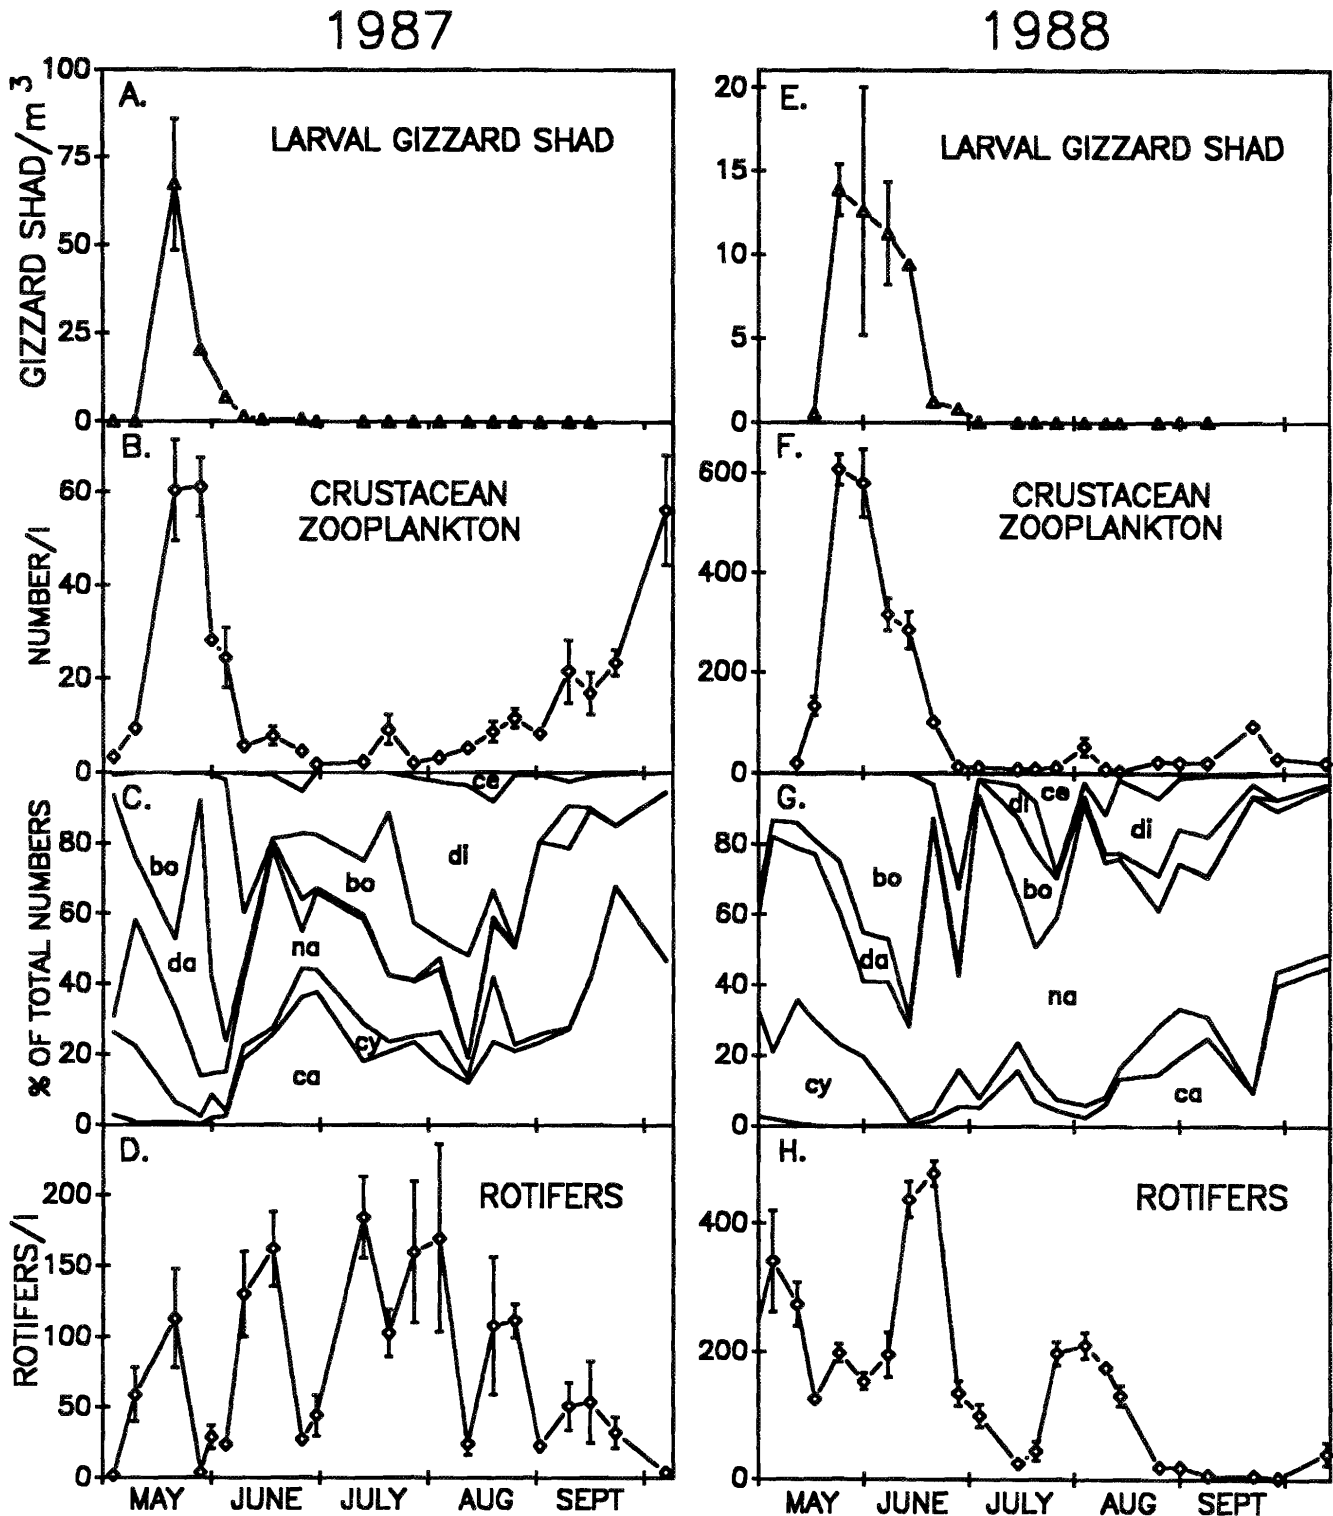 1987
1988
GIZZARD SHAD/m³
100
75
50
25
0
A.
LARVAL GIZZARD SHAD
20
15
10
5
0
E.
LARVAL GIZZARD SHAD
NUMBER/l
60
40
20
0
B.
CRUSTACEAN
ZOOPLANKTON
600
400
200
0
F.
CRUSTACEAN
ZOOPLANKTON
% OF TOTAL NUMBERS
80
60
40
20
0
C.
ce
bo
di
bo
da
na
cy
ca
80
60
40
20
0
G.
ce
di
di
bo
bo
da
na
cy
ca
ROTIFERS/l
200
150
100
50
0
D.
ROTIFERS
400
200
0
H.
ROTIFERS
MAY JUNE JULY AUG SEPT
MAY JUNE JULY AUG SEPT